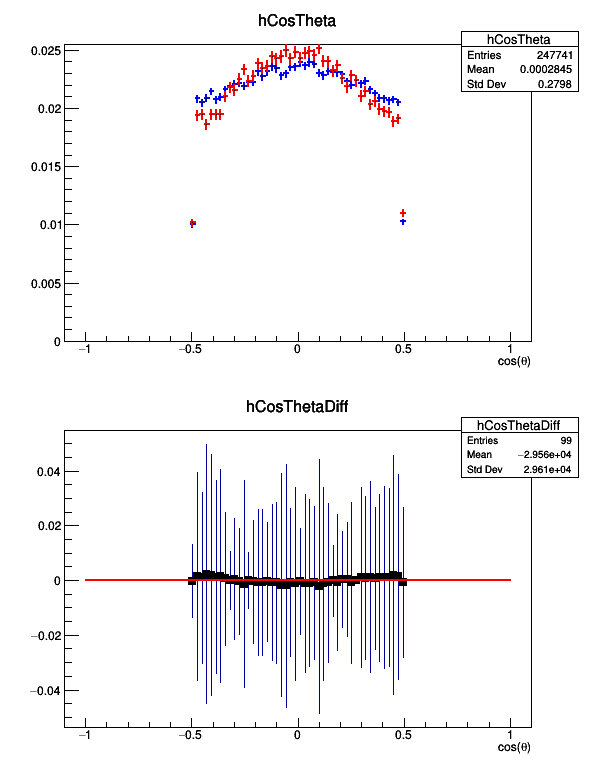 hCosTheta
hCosTheta
Entries 247741
Mean 0.0002845
Std Dev 0.2798
0.025
0.02
0.015
0.01
0.005
0
−1 −0.5 0 0.5 1
cos(θ)
hCosThetaDiff
hCosThetaDiff
Entries 99
Mean −2.956e+04
Std Dev 2.961e+04
0.04
0.02
0
−0.02
−0.04
−1 −0.5 0 0.5 1
cos(θ)